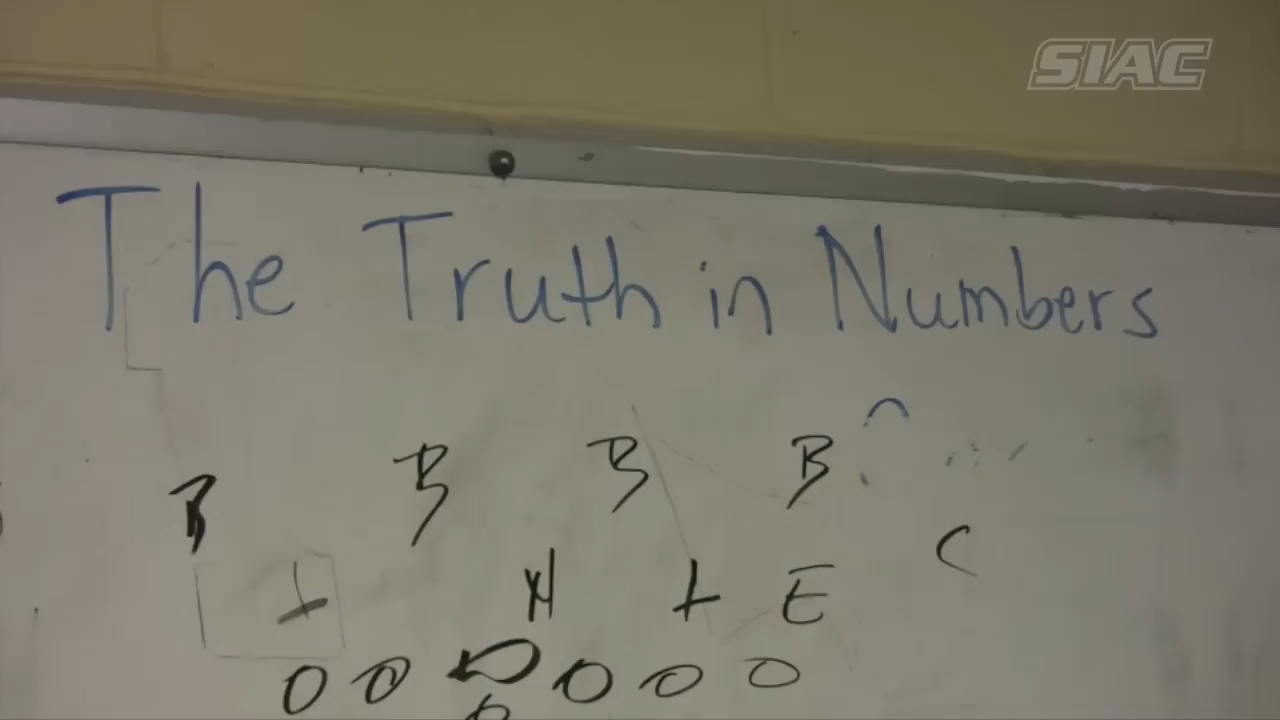 SIAC
The Truth in Numbers
B B B B
N E C
O O O O O